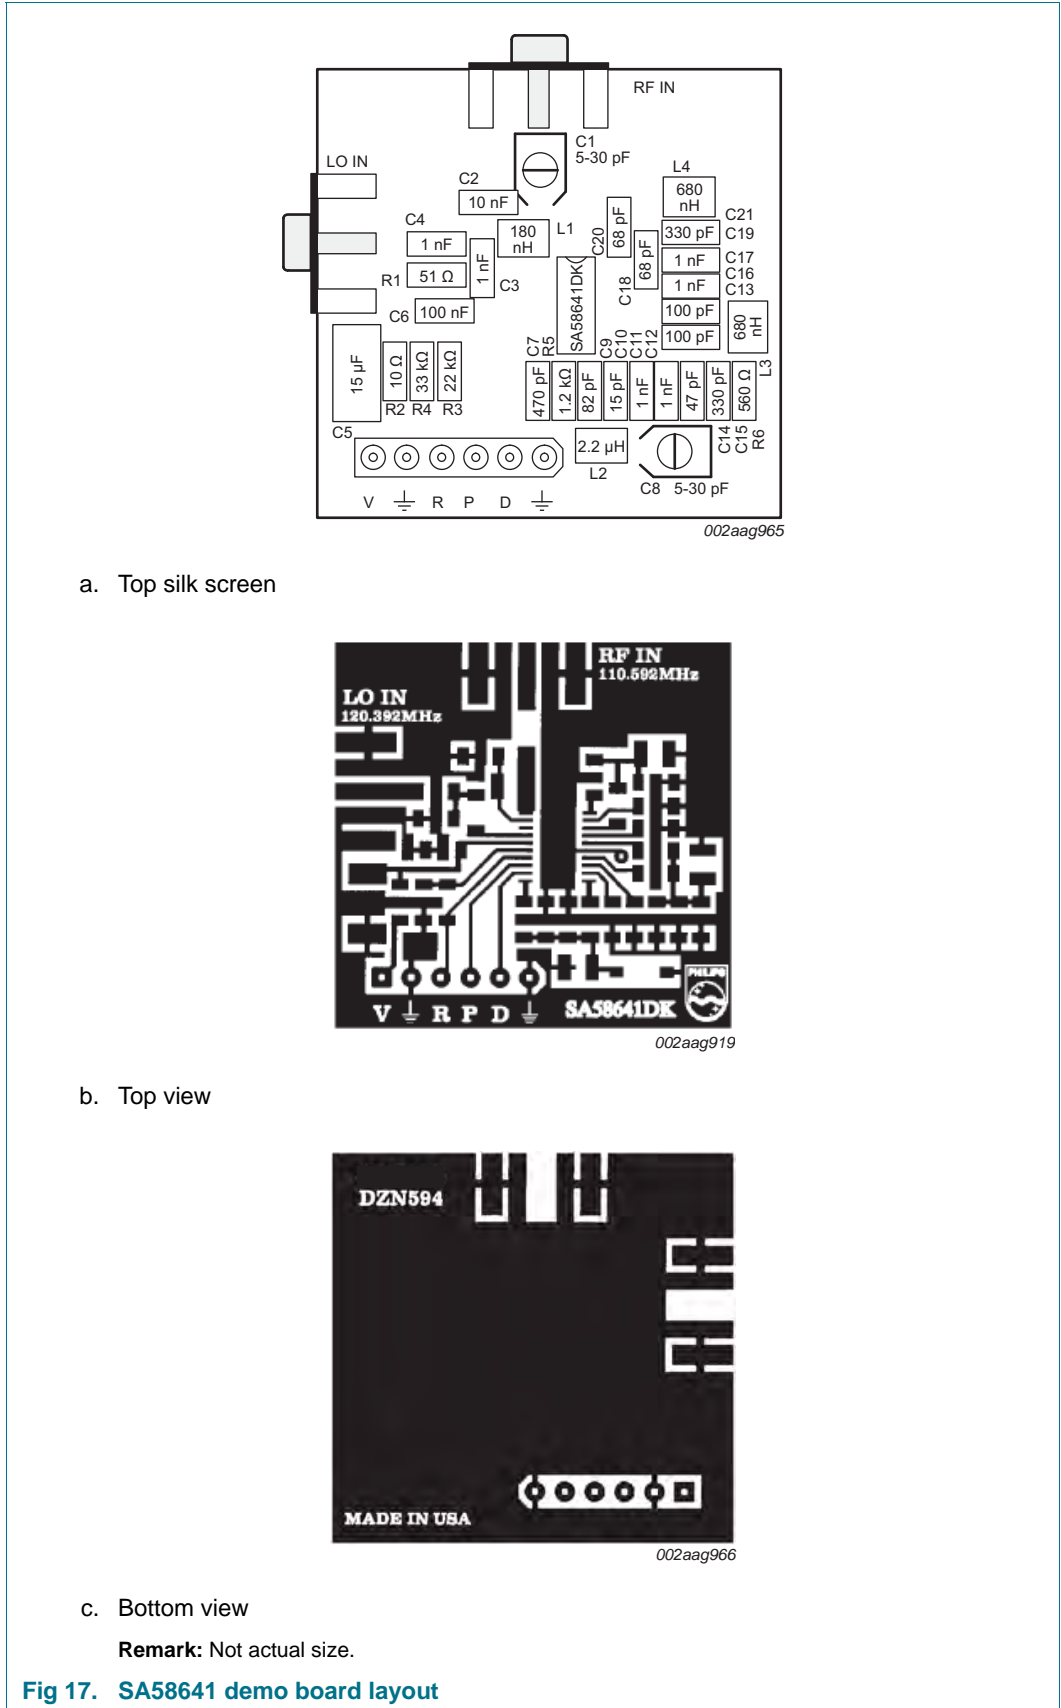 RF IN
C1
5-30 pF
LO IN
L4
680
nH
C2
10 nF
C21
C4
180
nH
L1
C20
68 pF
330 pF
C19
1 nF
C18
68 pF
1 nF
C17
C16
R1
51 Ω
1 nF
C3
1 nF
C13
C6
100 nF
SA58641DK
100 pF
680
nH
100 pF
15 µF
10 Ω
33 kΩ
22 kΩ
C7
R5
C9
C10
C11
C12
L3
470 pF
1.2 kΩ
82 pF
15 pF
1 nF
1 nF
47 pF
330 pF
560 Ω
R2 R4 R3
C5
2.2 µH
L2
C14
C15
R6
C8 5-30 pF
V R P D
002aag965
a. Top silk screen
RF IN
110.592MHz
LO IN
120.392MHz
PHILIPS
V R P D SA58641DK
002aag919
b. Top view
DZN594
MADE IN USA
002aag966
c. Bottom view
Remark: Not actual size.
Fig 17. SA58641 demo board layout